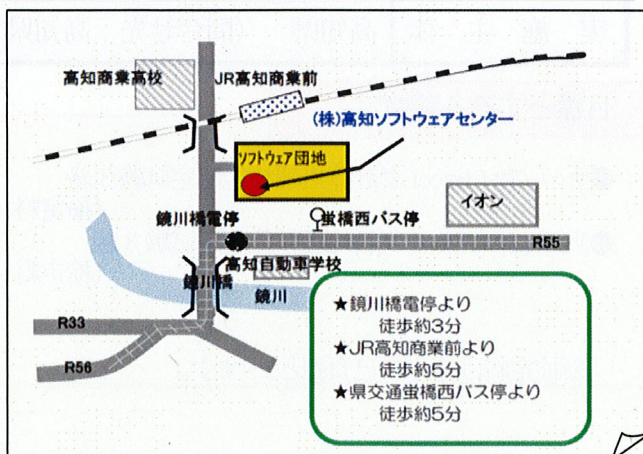 高知商業高校
JR高知商業前
(株)高知ソフトウェアセンター
ソフトウェア団地
イオン
鏡川橋電停
蛍橋西バス停
R55
高知自動車学校
鏡川橋
鏡川
R33
R56
★鏡川橋電停より
徒歩約3分
★JR高知商業前より
徒歩約5分
★県交通蛍橋西バス停より
徒歩約5分